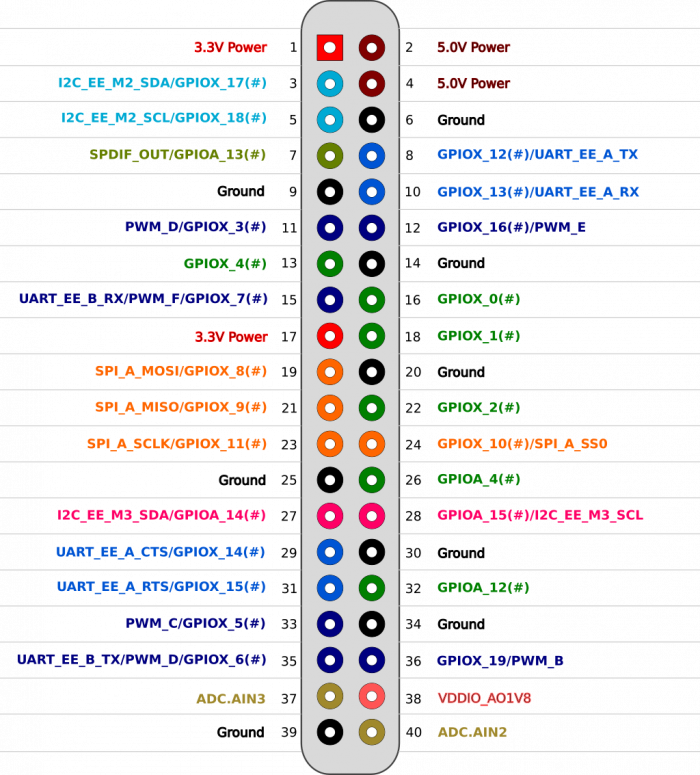 3.3V Power 1 2 5.0V Power
I2C_EE_M2_SDA/GPIOX_17(#) 3 4 5.0V Power
I2C_EE_M2_SCL/GPIOX_18(#) 5 6 Ground
SPDIF_OUT/GPIOA_13(#) 7 8 GPIOX_12(#)/UART_EE_A_TX
Ground 9 10 GPIOX_13(#)/UART_EE_A_RX
PWM_D/GPIOX_3(#) 11 12 GPIOX_16(#)/PWM_E
GPIOX_4(#) 13 14 Ground
UART_EE_B_RX/PWM_F/GPIOX_7(#) 15 16 GPIOX_0(#)
3.3V Power 17 18 GPIOX_1(#)
SPI_A_MOSI/GPIOX_8(#) 19 20 Ground
SPI_A_MISO/GPIOX_9(#) 21 22 GPIOX_2(#)
SPI_A_SCLK/GPIOX_11(#) 23 24 GPIOX_10(#)/SPI_A_SS0
Ground 25 26 GPIOA_4(#)
I2C_EE_M3_SDA/GPIOA_14(#) 27 28 GPIOA_15(#)/I2C_EE_M3_SCL
UART_EE_A_CTS/GPIOX_14(#) 29 30 Ground
UART_EE_A_RTS/GPIOX_15(#) 31 32 GPIOA_12(#)
PWM_C/GPIOX_5(#) 33 34 Ground
UART_EE_B_TX/PWM_D/GPIOX_6(#) 35 36 GPIOX_19/PWM_B
ADC.AIN3 37 38 VDDIO_AO1V8
Ground 39 40 ADC.AIN2